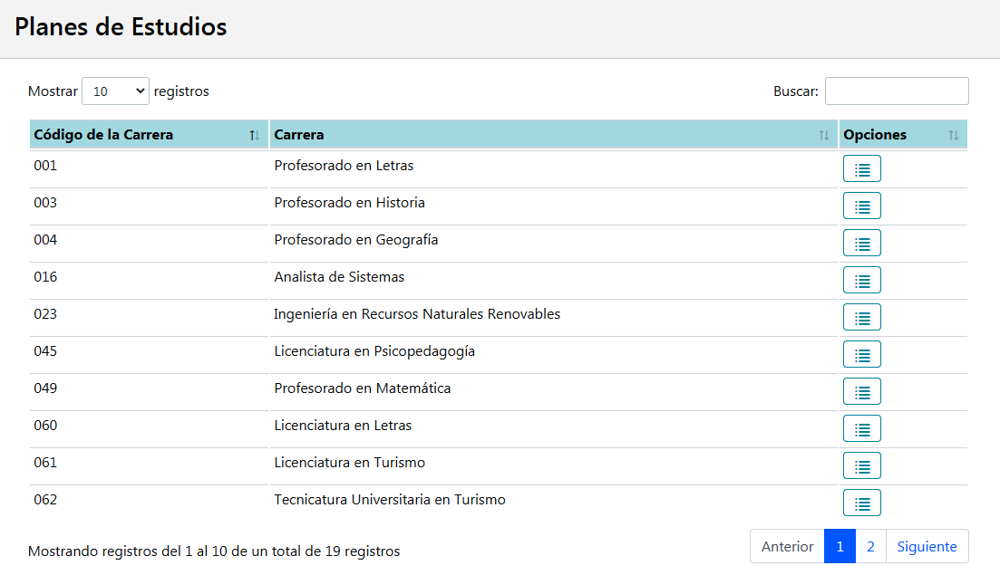 Planes de Estudios
Mostrar 10 registros Buscar:
Código de la Carrera Carrera Opciones
001 Profesorado en Letras
003 Profesorado en Historia
004 Profesorado en Geografía
016 Analista de Sistemas
023 Ingeniería en Recursos Naturales Renovables
045 Licenciatura en Psicopedagogía
049 Profesorado en Matemática
060 Licenciatura en Letras
061 Licenciatura en Turismo
062 Tecnicatura Universitaria en Turismo
Mostrando registros del 1 al 10 de un total de 19 registros Anterior 1 2 Siguiente